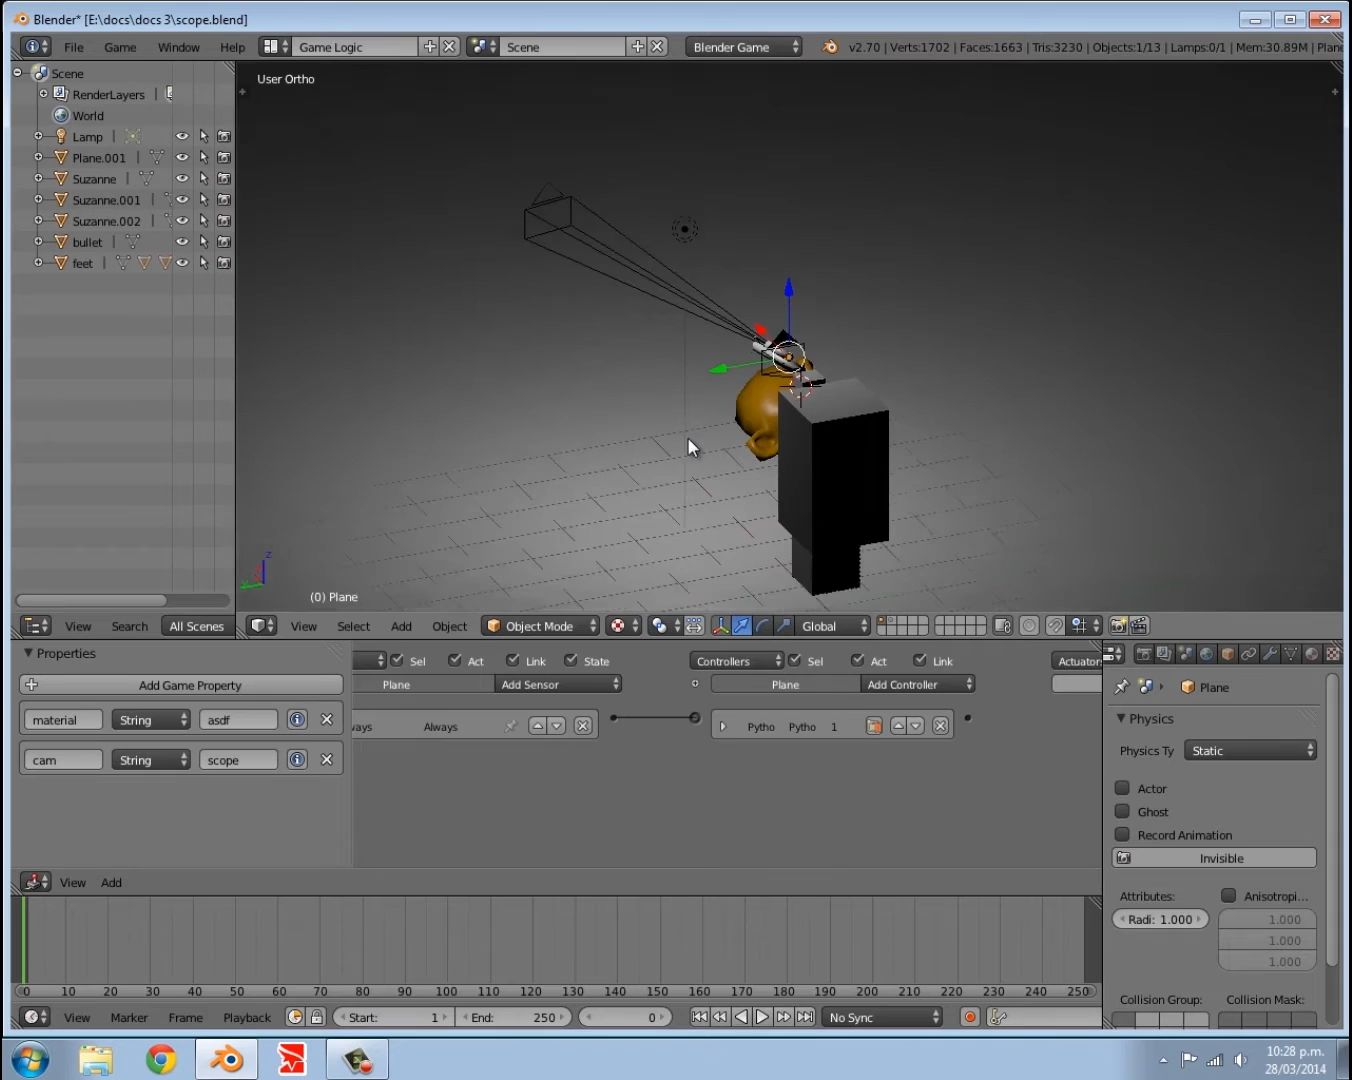 Blender* [E:\docs\docs 3\scope.blend]
File Game Window Help Game Logic Scene Blender Game v2.70 | Verts:1702 | Faces:1663 | Tris:3230 | Objects:1/13 | Lamps:0/1 | Mem:30.89M | Plane
Scene
RenderLayers |
World
Lamp |
Plane.001 |
Suzanne |
Suzanne.001 |
Suzanne.002 |
bullet |
feet |
User Ortho
z
y
(0) Plane
View Search All Scenes
View Select Add Object Object Mode Global
Properties
Add Game Property
material String asdf
cam String scope
Sel Act Link State
Plane Add Sensor
ways Always
Controllers Sel Act Link
Plane Add Controller
Pytho Pytho 1
Actuator
Plane
Physics
Physics Ty Static
Actor
Ghost
Record Animation
Invisible
Attributes: Anisotropi...
Radi: 1.000 1.000
1.000
1.000
Collision Group: Collision Mask:
View Add
0 10 20 30 40 50 60 70 80 90 100 110 120 130 140 150 160 170 180 190 200 210 220 230 240 250
View Marker Frame Playback Start: 1 End: 250 0 No Sync
10:28 p.m.
28/03/2014